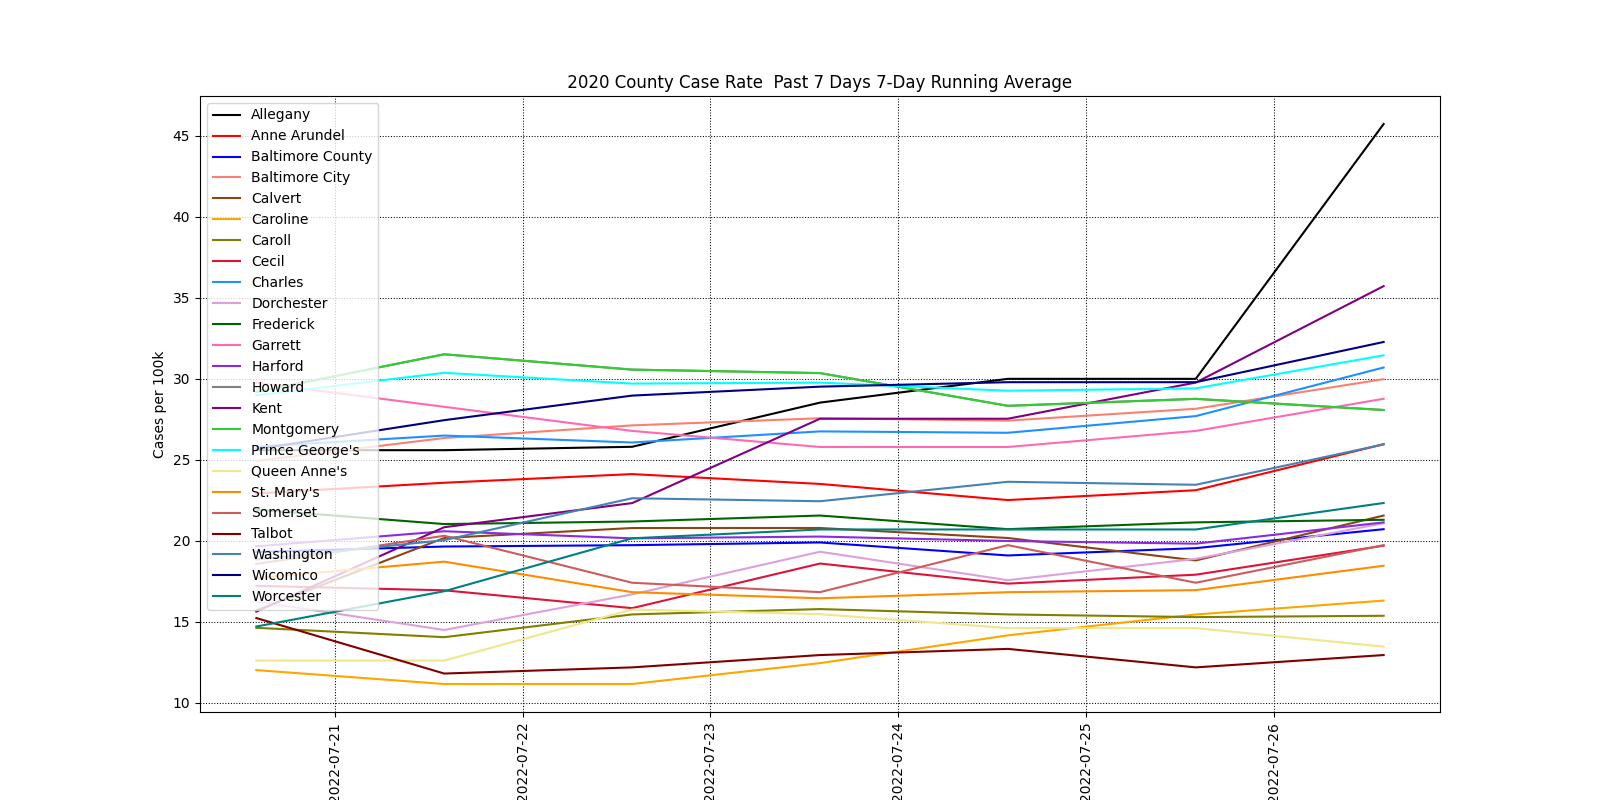 2020 County Case Rate  Past 7 Days 7-Day Running Average
Cases per 100k
45
40
35
30
25
20
15
10
Allegany
Anne Arundel
Baltimore County
Baltimore City
Calvert
Caroline
Caroll
Cecil
Charles
Dorchester
Frederick
Garrett
Harford
Howard
Kent
Montgomery
Prince George's
Queen Anne's
St. Mary's
Somerset
Talbot
Washington
Wicomico
Worcester
2022-07-21
2022-07-22
2022-07-23
2022-07-24
2022-07-25
2022-07-26